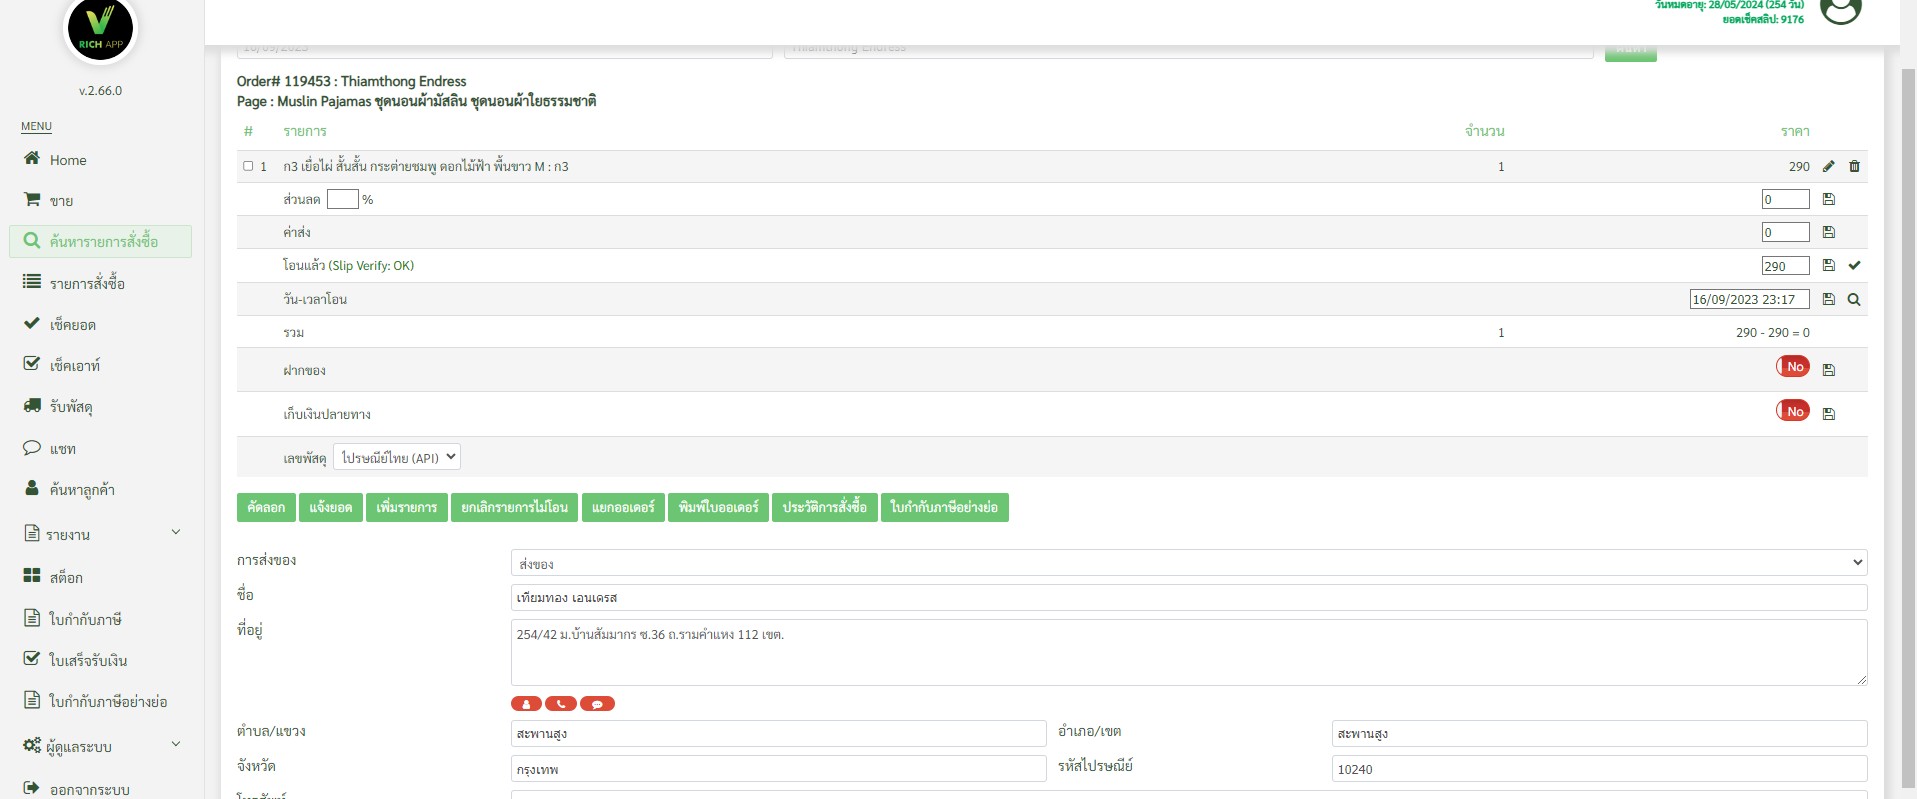 วันหมดอายุ: 28/05/2024 (254 วัน)
ยอดเช็คสลิป: 9176
RICH APP
v.2.66.0
MENU
Home
ขาย
ค้นหารายการสั่งซื้อ
รายการสั่งซื้อ
เช็คยอด
เช็คเอาท์
รับพัสดุ
แชท
ค้นหาลูกค้า
รายงาน
สต็อก
ใบกำกับภาษี
ใบเสร็จรับเงิน
ใบกำกับภาษีอย่างย่อ
ผู้ดูแลระบบ
ออกจากระบบ
16/09/2023 Thiamthong Endress ค้นหา
Order# 119453 : Thiamthong Endress
Page : Muslin Pajamas ชุดนอนผ้ามัสลิน ชุดนอนผ้าใยธรรมชาติ
# รายการ จำนวน ราคา
1 ก3 เยื่อไผ่ สั้นสั้น กระต่ายชมพู ดอกไม้ฟ้า พื้นขาว M : ก3 1 290
ส่วนลด % 0
ค่าส่ง 0
โอนแล้ว (Slip Verify: OK) 290
วัน-เวลาโอน 16/09/2023 23:17
รวม 1 290 - 290 = 0
ฝากของ No
เก็บเงินปลายทาง No
เลขพัสดุ ไปรษณีย์ไทย (API)
คัดลอก แจ้งยอด เพิ่มรายการ ยกเลิกรายการไม่โอน แยกออเดอร์ พิมพ์ใบออเดอร์ ประวัติการสั่งซื้อ ใบกำกับภาษีอย่างย่อ
การส่งของ ส่งของ
ชื่อ เทียมทอง เอนเดรส
ที่อยู่ 254/42 ม.บ้านสัมมากร ซ.36 ถ.รามคำแหง 112 เขต.
ตำบล/แขวง สะพานสูง อำเภอ/เขต สะพานสูง
จังหวัด กรุงเทพ รหัสไปรษณีย์ 10240